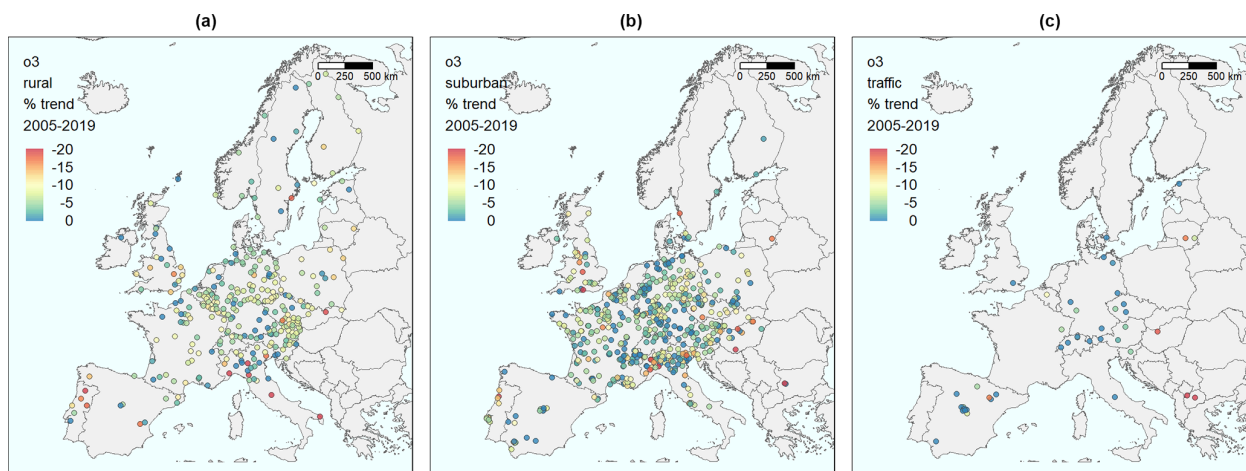 (a)
o3
rural
% trend
2005-2019
-20
-15
-10
-5
0
0 250 500 km
(b)
o3
suburban
% trend
2005-2019
-20
-15
-10
-5
0
0 250 500 km
(c)
o3
traffic
% trend
2005-2019
-20
-15
-10
-5
0
0 250 500 km